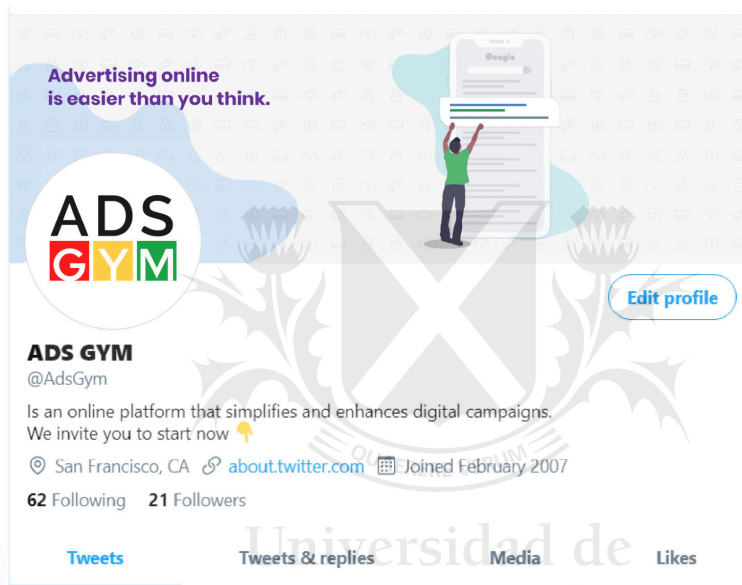 Google
Advertising online
is easier than you think.
ADS
GYM
Edit profile
ADS GYM
@AdsGym
Is an online platform that simplifies and enhances digital campaigns.
We invite you to start now
San Francisco, CA about.twitter.com Joined February 2007
QUAERERE VERUM
62 Following 21 Followers
Universidad de
Tweets Tweets & replies Media Likes